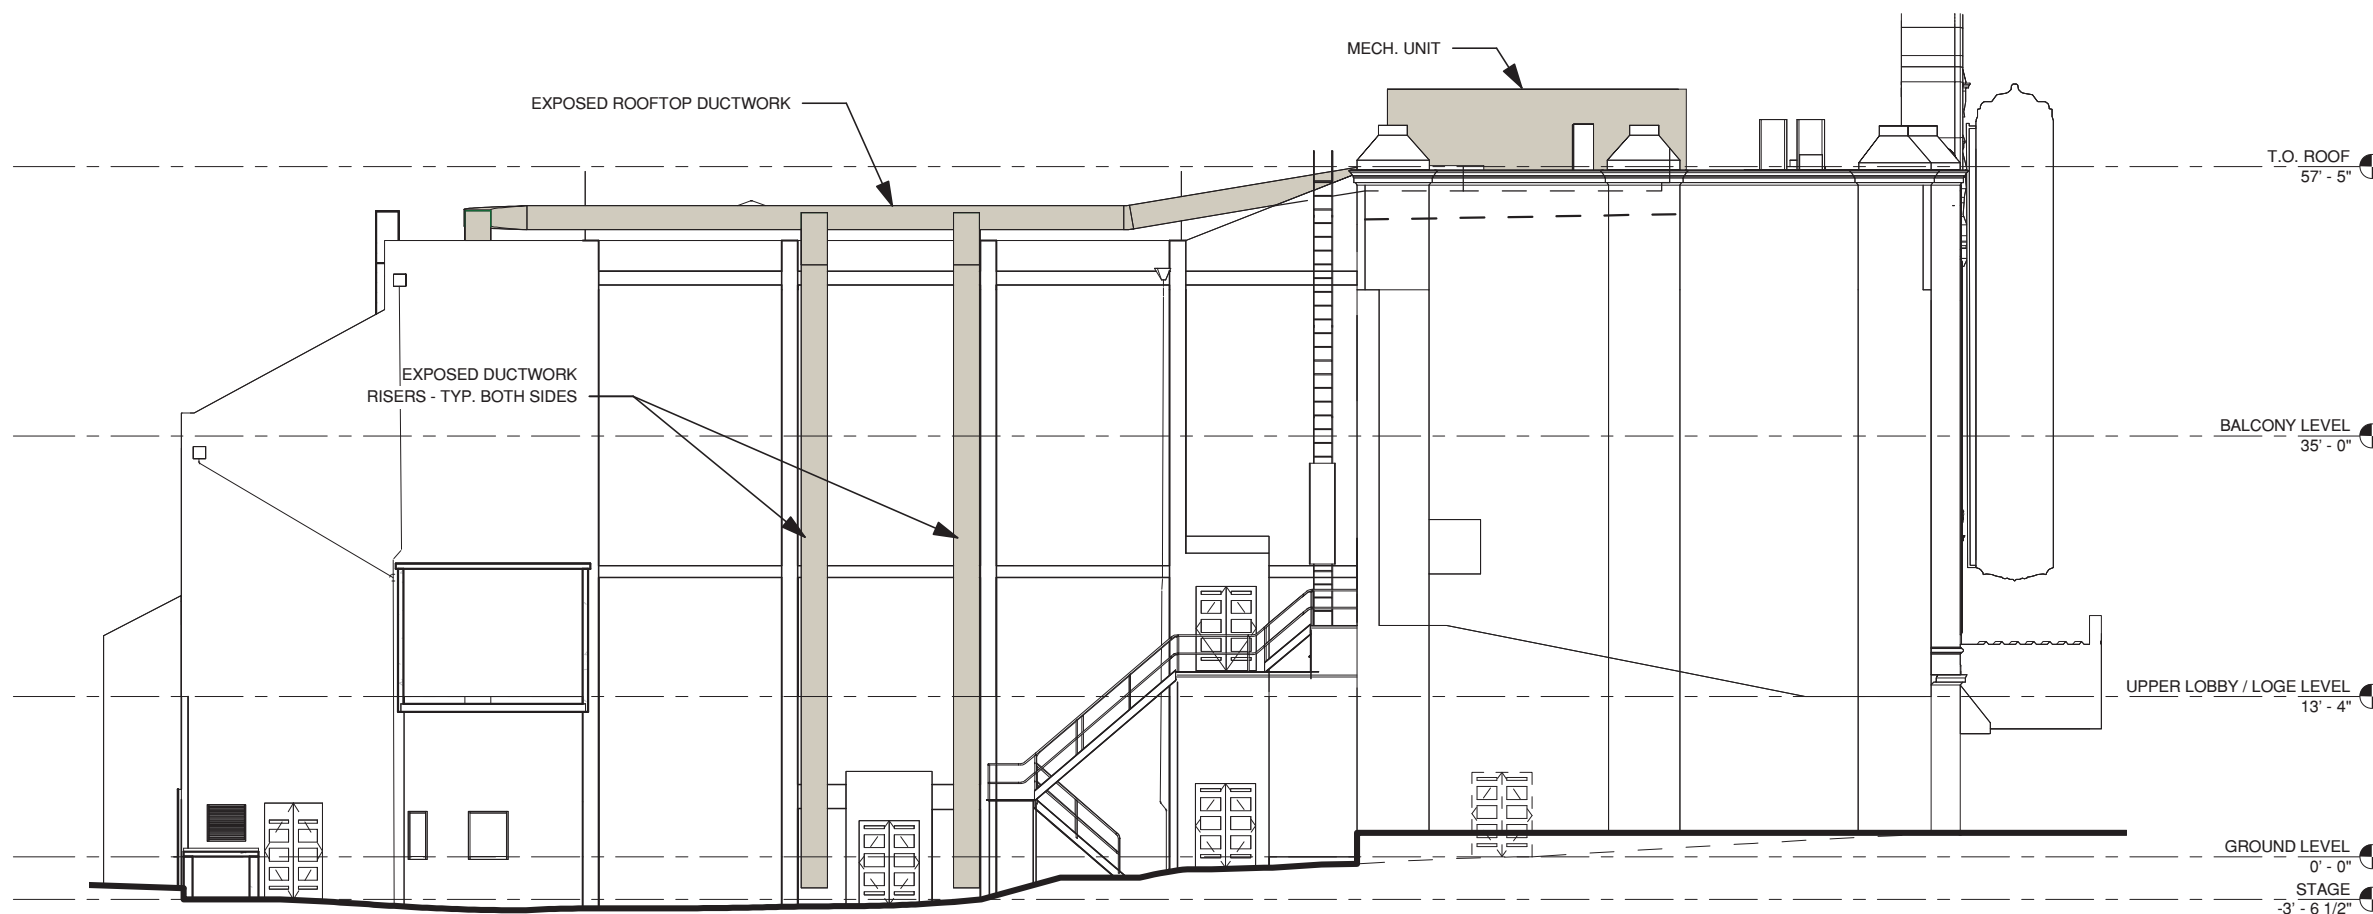 MECH. UNIT
EXPOSED ROOFTOP DUCTWORK
T.O. ROOF
57' - 5"
EXPOSED DUCTWORK
RISERS - TYP. BOTH SIDES
BALCONY LEVEL
35' - 0"
UPPER LOBBY / LOGE LEVEL
13' - 4"
GROUND LEVEL
0' - 0"
STAGE
-3' - 6 1/2"